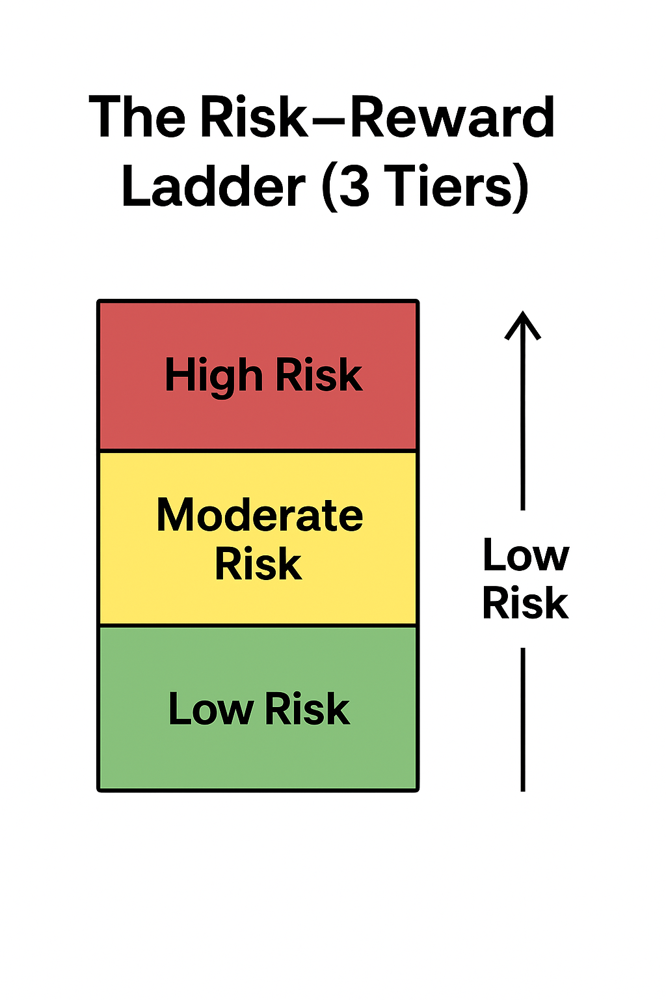 The Risk–Reward
Ladder (3 Tiers)
High Risk
Moderate
Risk
Low Risk
Low
Risk